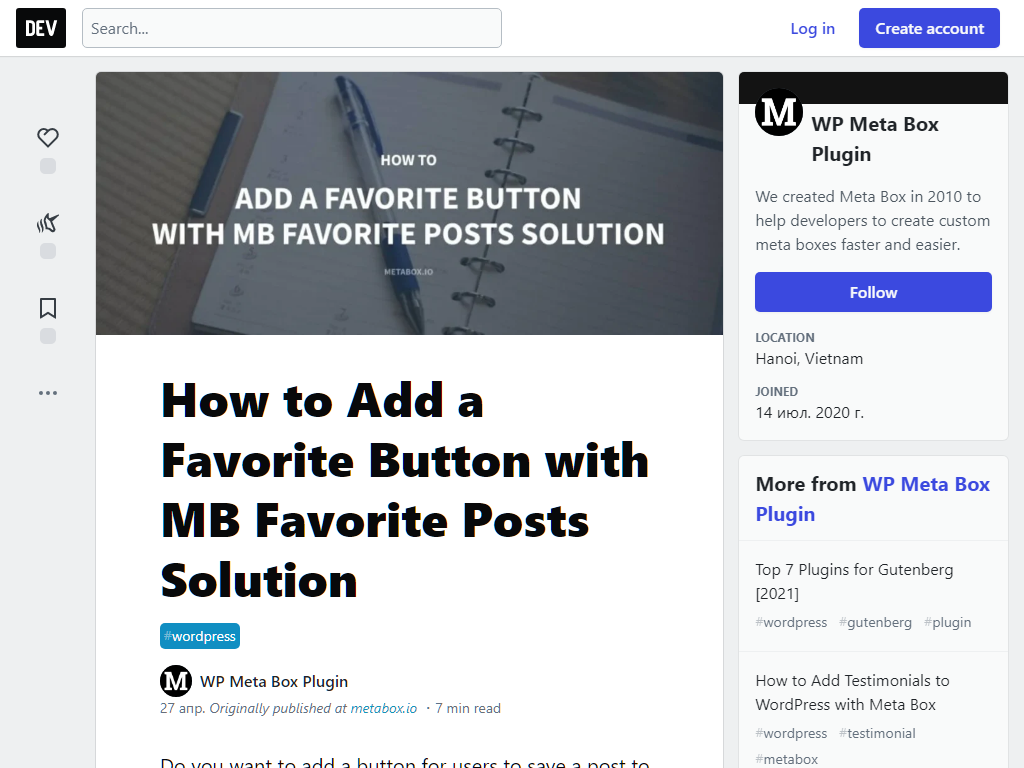 DEV
Search...
Log in
Create account
HOW TO
ADD A FAVORITE BUTTON
WITH MB FAVORITE POSTS SOLUTION
METABOX.IO
How to Add a
Favorite Button with
MB Favorite Posts
Solution
#wordpress
M WP Meta Box Plugin
27 апр. Originally published at metabox.io • 7 min read
Do you want to add a button for users to save a post to
M
WP Meta Box
Plugin
We created Meta Box in 2010 to
help developers to create custom
meta boxes faster and easier.
Follow
LOCATION
Hanoi, Vietnam
JOINED
14 июл. 2020 г.
More from WP Meta Box
Plugin
Top 7 Plugins for Gutenberg
[2021]
#wordpress #gutenberg #plugin
How to Add Testimonials to
WordPress with Meta Box
#wordpress #testimonial
#metabox